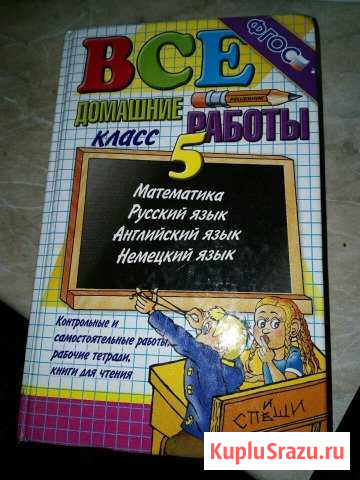 ФГОС
ВСЕ
ДОМАШНИЕ
РЕШЕННЫЕ
РАБОТЫ
класс
5
Математика
Русский язык
Английский язык
Немецкий язык
Контрольные и
самостоятельные работы,
рабочие тетради,
книги для чтения
И
СПЕШИ
KupluSrazu.ru